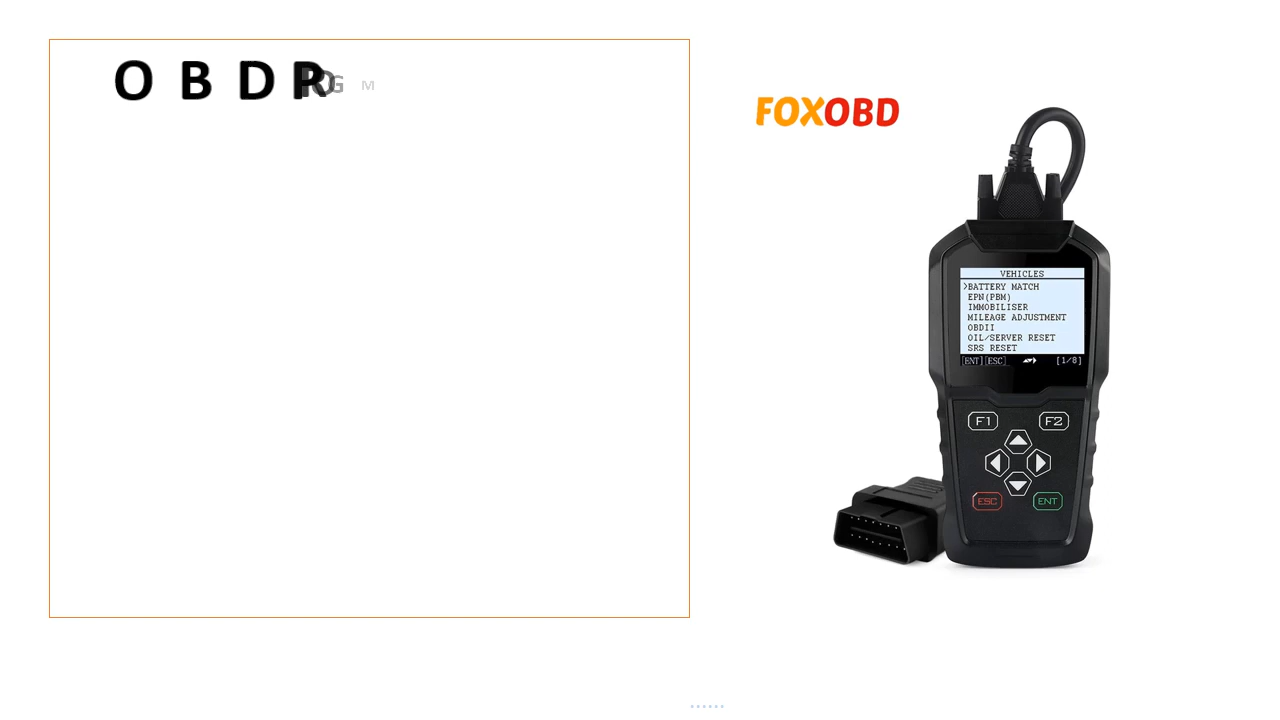 O B D
M
FOXOBD
VEHICLES
>BATTERY MATCH
EPN(PBM)
IMMOBILISER
MILEAGE ADJUSTMENT
OBDII
OIL/SERVER RESET
SRS RESET
[ENT][ESC] [1/8]
F1 F2
ESC ENT